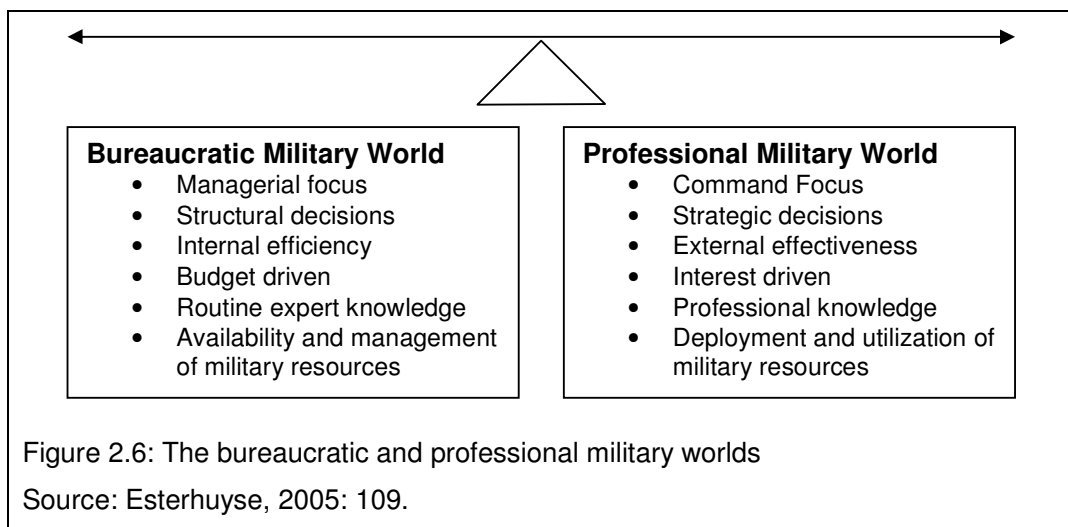 Bureaucratic Military World
• Managerial focus
• Structural decisions
• Internal efficiency
• Budget driven
• Routine expert knowledge
• Availability and management
of military resources
Professional Military World
• Command Focus
• Strategic decisions
• External effectiveness
• Interest driven
• Professional knowledge
• Deployment and utilization of
military resources
Figure 2.6: The bureaucratic and professional military worlds
Source: Esterhuyse, 2005: 109.